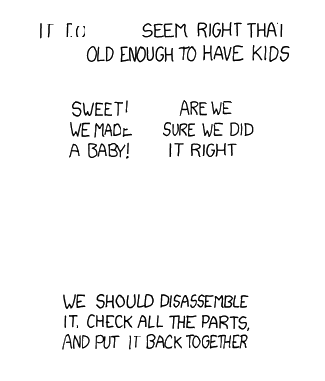 IT
SEEM RIGHT THAT
OLD ENOUGH TO HAVE KIDS
SWEET!
WE MADE
A BABY!
ARE WE
SURE WE DID
IT RIGHT
WE SHOULD DISASSEMBLE
IT, CHECK ALL THE PARTS,
AND PUT IT BACK TOGETHER